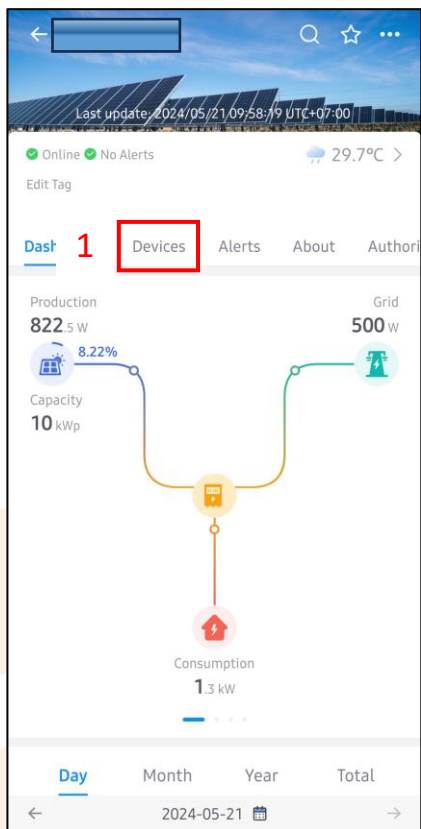 Last update: 2024/05/21 09:58:19 UTC+07:00
Online No Alerts 29.7°C
Edit Tag
Dash 1 Devices Alerts About Authori
Production Grid
822.5 W 500 W
8.22%
Capacity
10 kWp
Consumption
1.3 kW
Day Month Year Total
2024-05-21